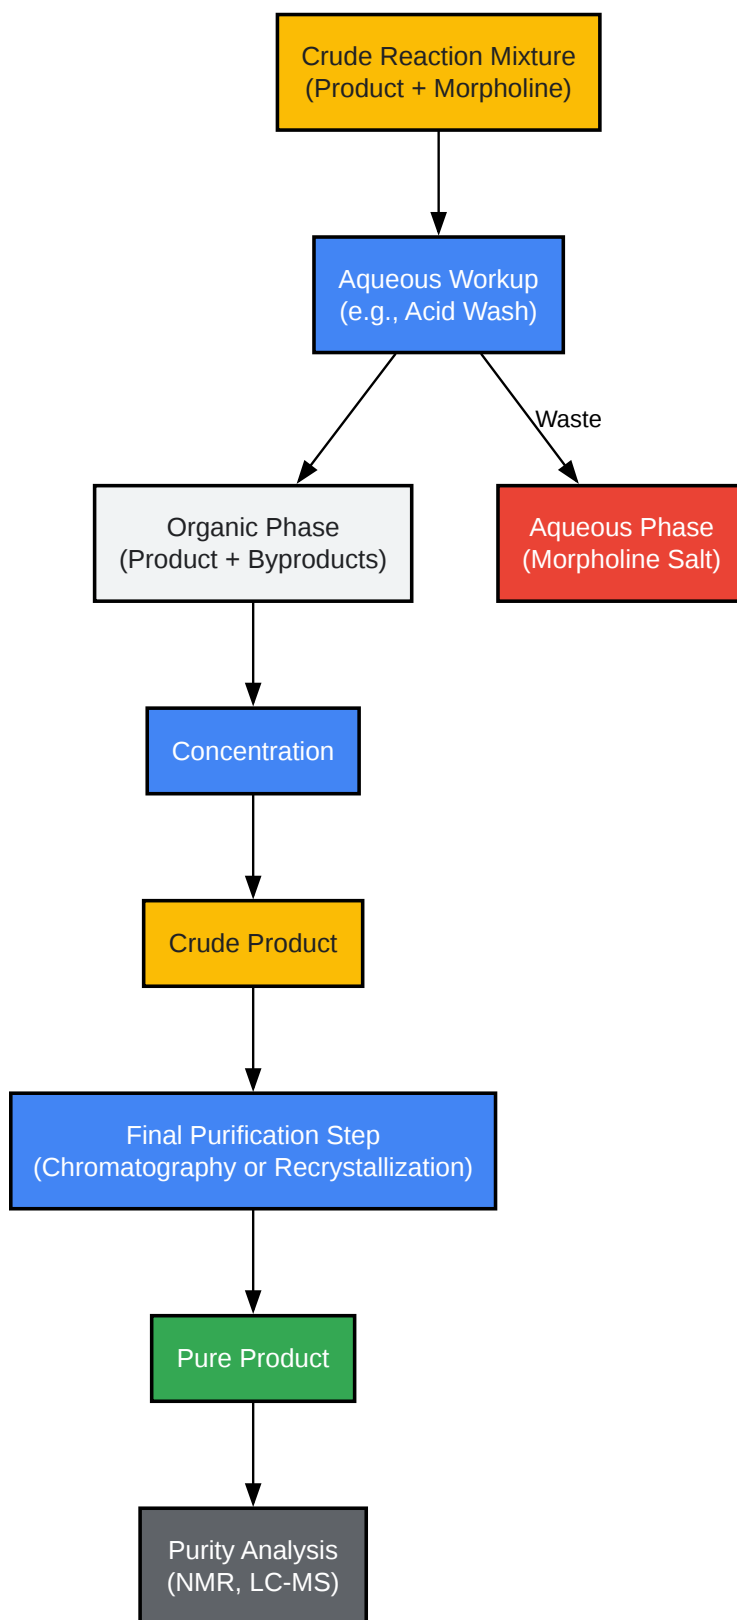 Crude Reaction Mixture
(Product + Morpholine)
Aqueous Workup
(e.g., Acid Wash)
Waste
Organic Phase
(Product + Byproducts)
Aqueous Phase
(Morpholine Salt)
Concentration
Crude Product
Final Purification Step
(Chromatography or Recrystallization)
Pure Product
Purity Analysis
(NMR, LC-MS)